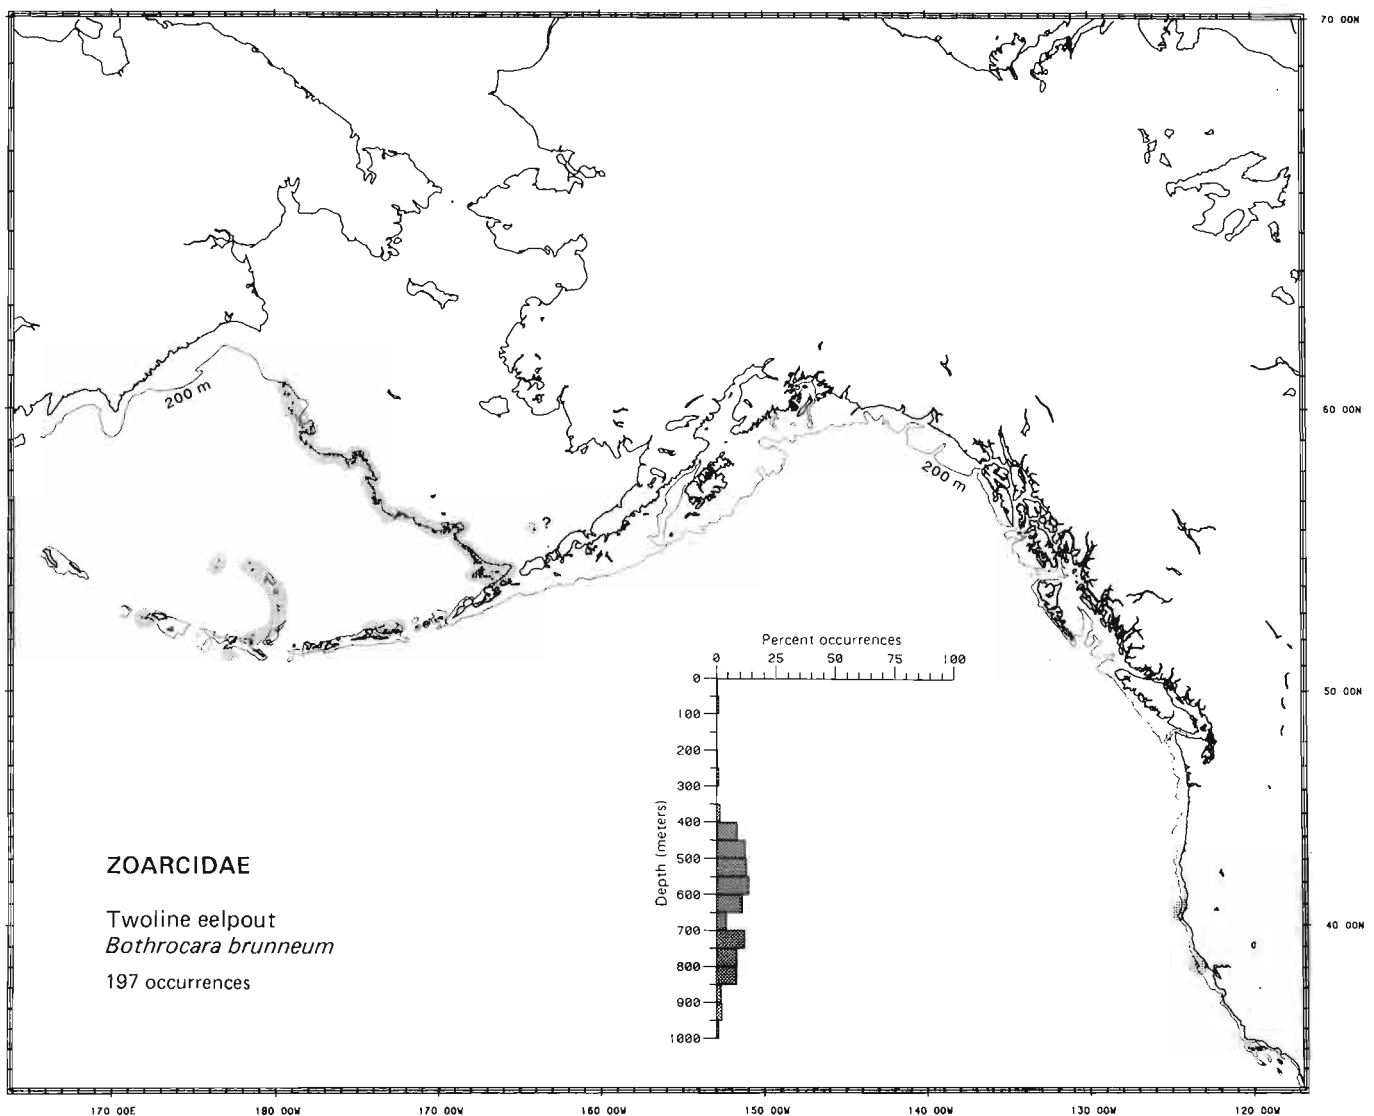 70 00N
200 m
60 00N
200 m
?
Percent occurrences
0 25 50 75 100
Depth (meters)
0
100
200
300
400
500
600
700
800
900
1000
50 00N
40 00N
ZOARCIDAE
Twoline eelpout
Bothrocara brunneum
197 occurrences
170 00E 180 00W 170 00W 160 00W 150 00W 140 00W 130 00W 120 00W